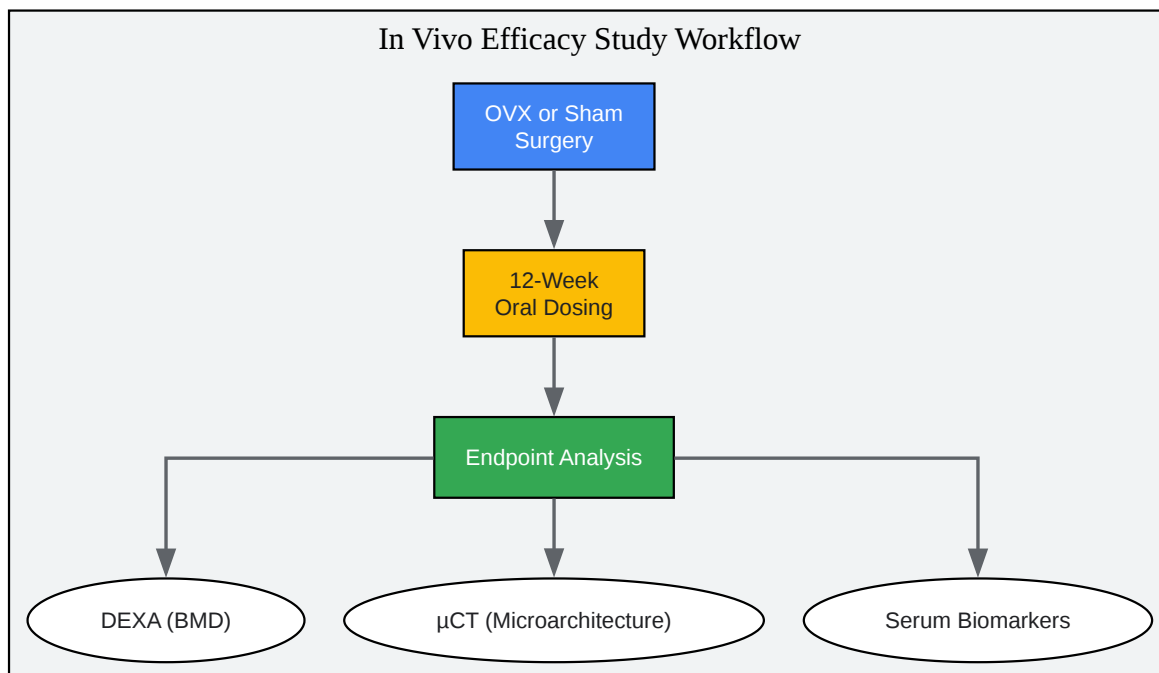 In Vivo Efficacy Study Workflow
OVX or Sham
Surgery
12-Week
Oral Dosing
Endpoint Analysis
DEXA (BMD)
µCT (Microarchitecture)
Serum Biomarkers